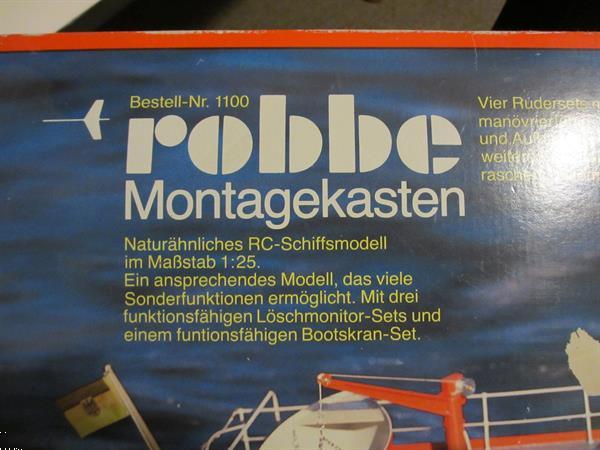 Bestell-Nr. 1100
robbe
Montagekasten
Naturähnliches RC-Schiffsmodell
im Maßstab 1:25.
Ein ansprechendes Modell, das viele
Sonderfunktionen ermöglicht. Mit drei
funktionsfähigen Löschmonitor-Sets und
einem funtionsfähigen Bootskran-Set.
Vier Rudersets
und